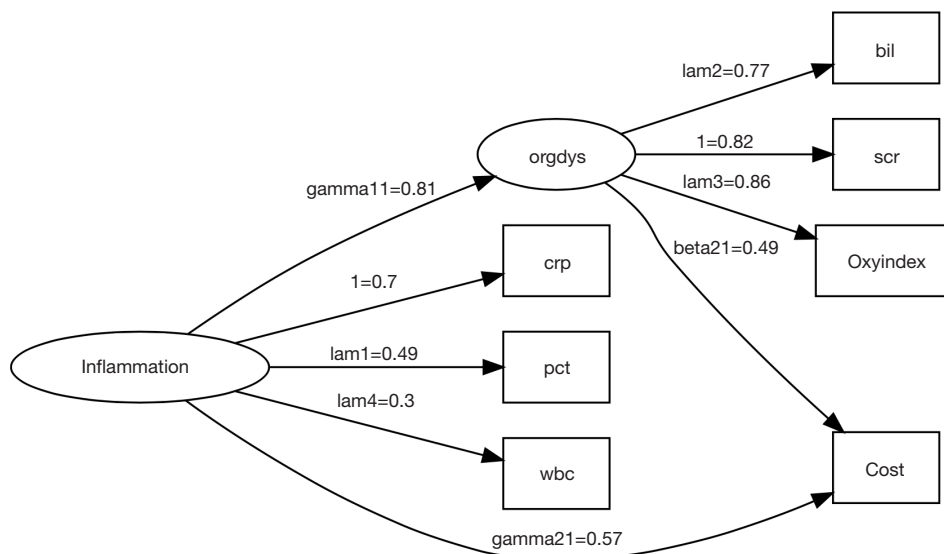 bil
lam2=0.77
orgdys
1=0.82
scr
lam3=0.86
gamma11=0.81
beta21=0.49
Oxyindex
crp
1=0.7
Inflammation
lam1=0.49
pct
lam4=0.3
wbc
Cost
gamma21=0.57